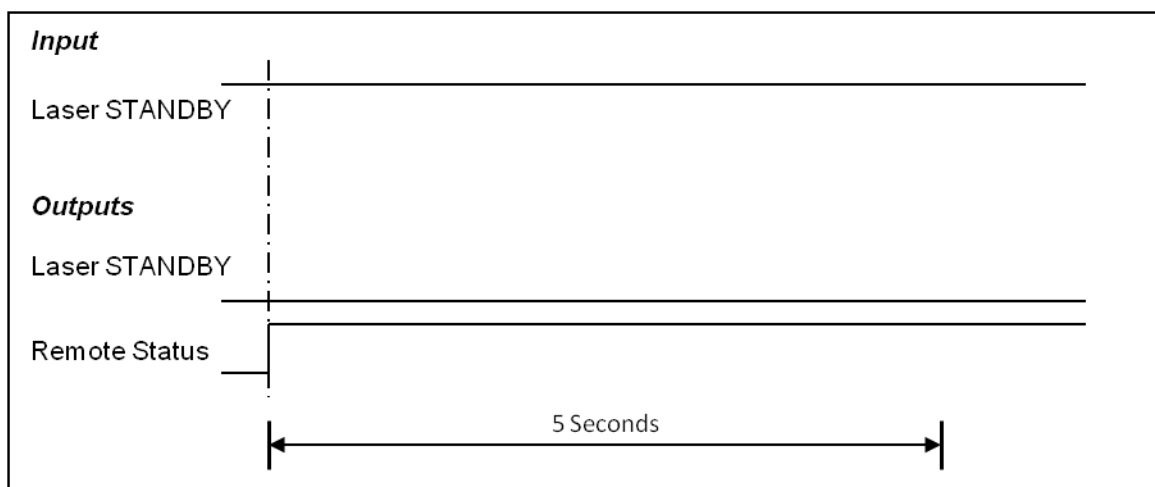 Input
Laser STANDBY
Outputs
Laser STANDBY
Remote Status
5 Seconds